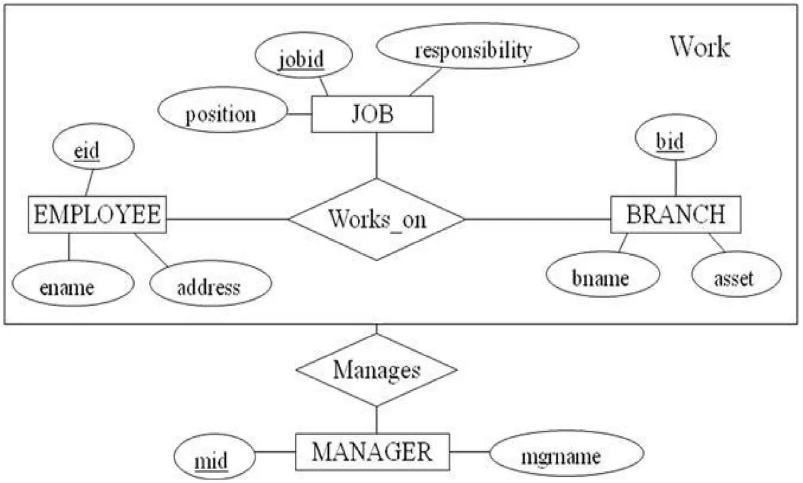 Work
jobid
responsibility
position
JOB
eid
bid
EMPLOYEE
Works_on
BRANCH
ename
address
bname
asset
Manages
mid
MANAGER
mgrname